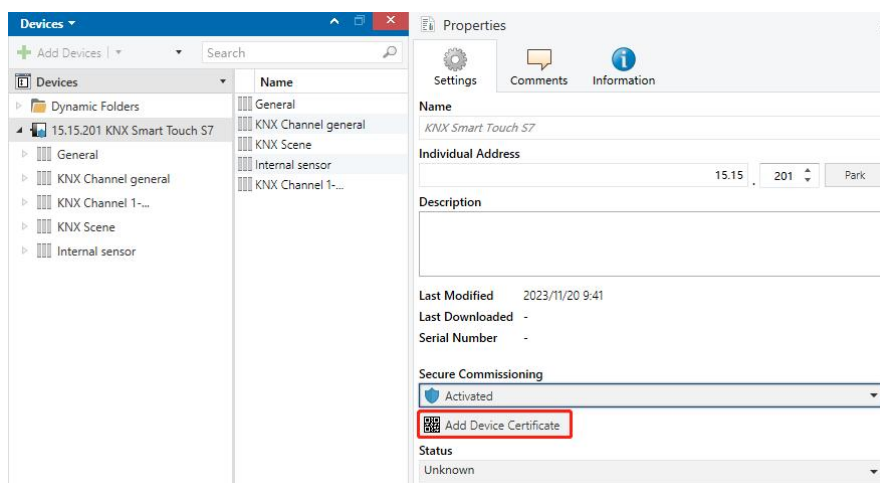 Devices
Add Devices
Search
Devices
Dynamic Folders
15.15.201 KNX Smart Touch S7
General
KNX Channel general
KNX Channel 1-...
KNX Scene
Internal sensor
Name
General
KNX Channel general
KNX Scene
Internal sensor
KNX Channel 1-...
Properties
Settings Comments Information
Name
KNX Smart Touch S7
Individual Address
15.15 . 201 Park
Description
Last Modified 2023/11/20 9:41
Last Downloaded -
Serial Number -
Secure Commissioning
Activated
Add Device Certificate
Status
Unknown